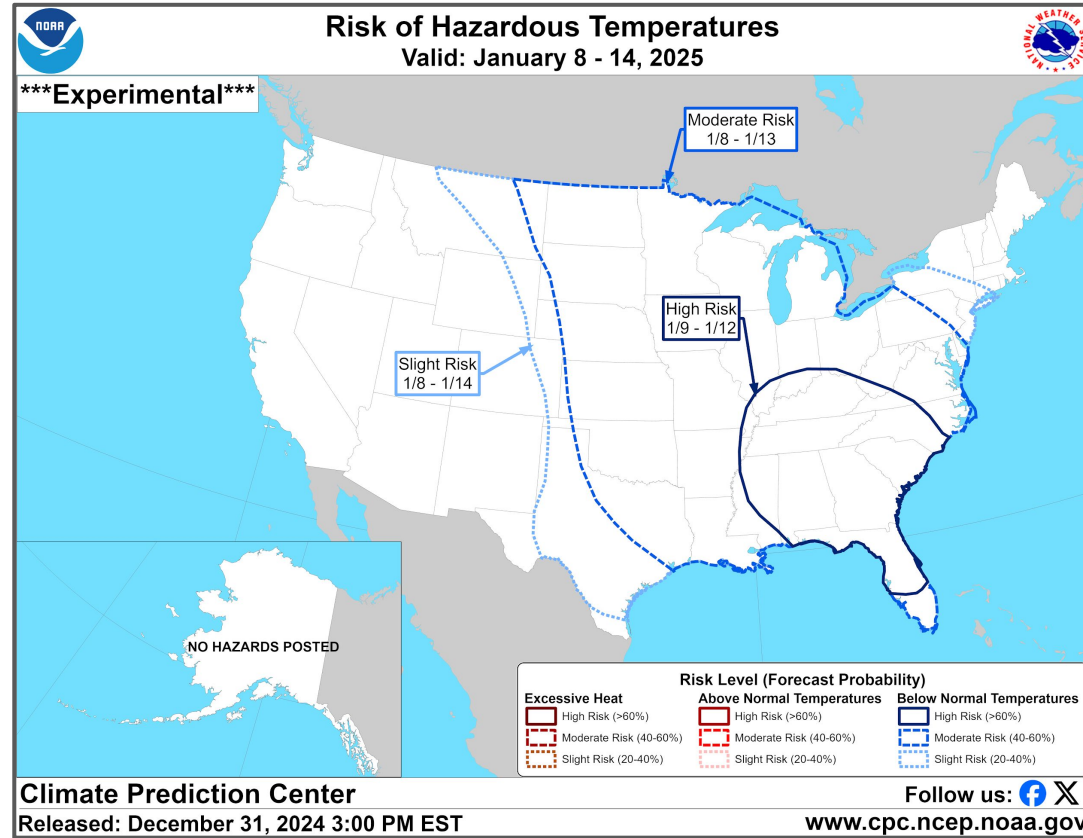 NOAA
Risk of Hazardous Temperatures
Valid: January 8 - 14, 2025
NATIONAL WEATHER SERVICE
***Experimental***
Moderate Risk
1/8 - 1/13
High Risk
1/9 - 1/12
Slight Risk
1/8 - 1/14
NO HAZARDS POSTED
Risk Level (Forecast Probability)
Excessive Heat
High Risk (>60%)
Moderate Risk (40-60%)
Slight Risk (20-40%)
Above Normal Temperatures
High Risk (>60%)
Moderate Risk (40-60%)
Slight Risk (20-40%)
Below Normal Temperatures
High Risk (>60%)
Moderate Risk (40-60%)
Slight Risk (20-40%)
Climate Prediction Center
Follow us:
Released: December 31, 2024 3:00 PM EST
www.cpc.ncep.noaa.gov